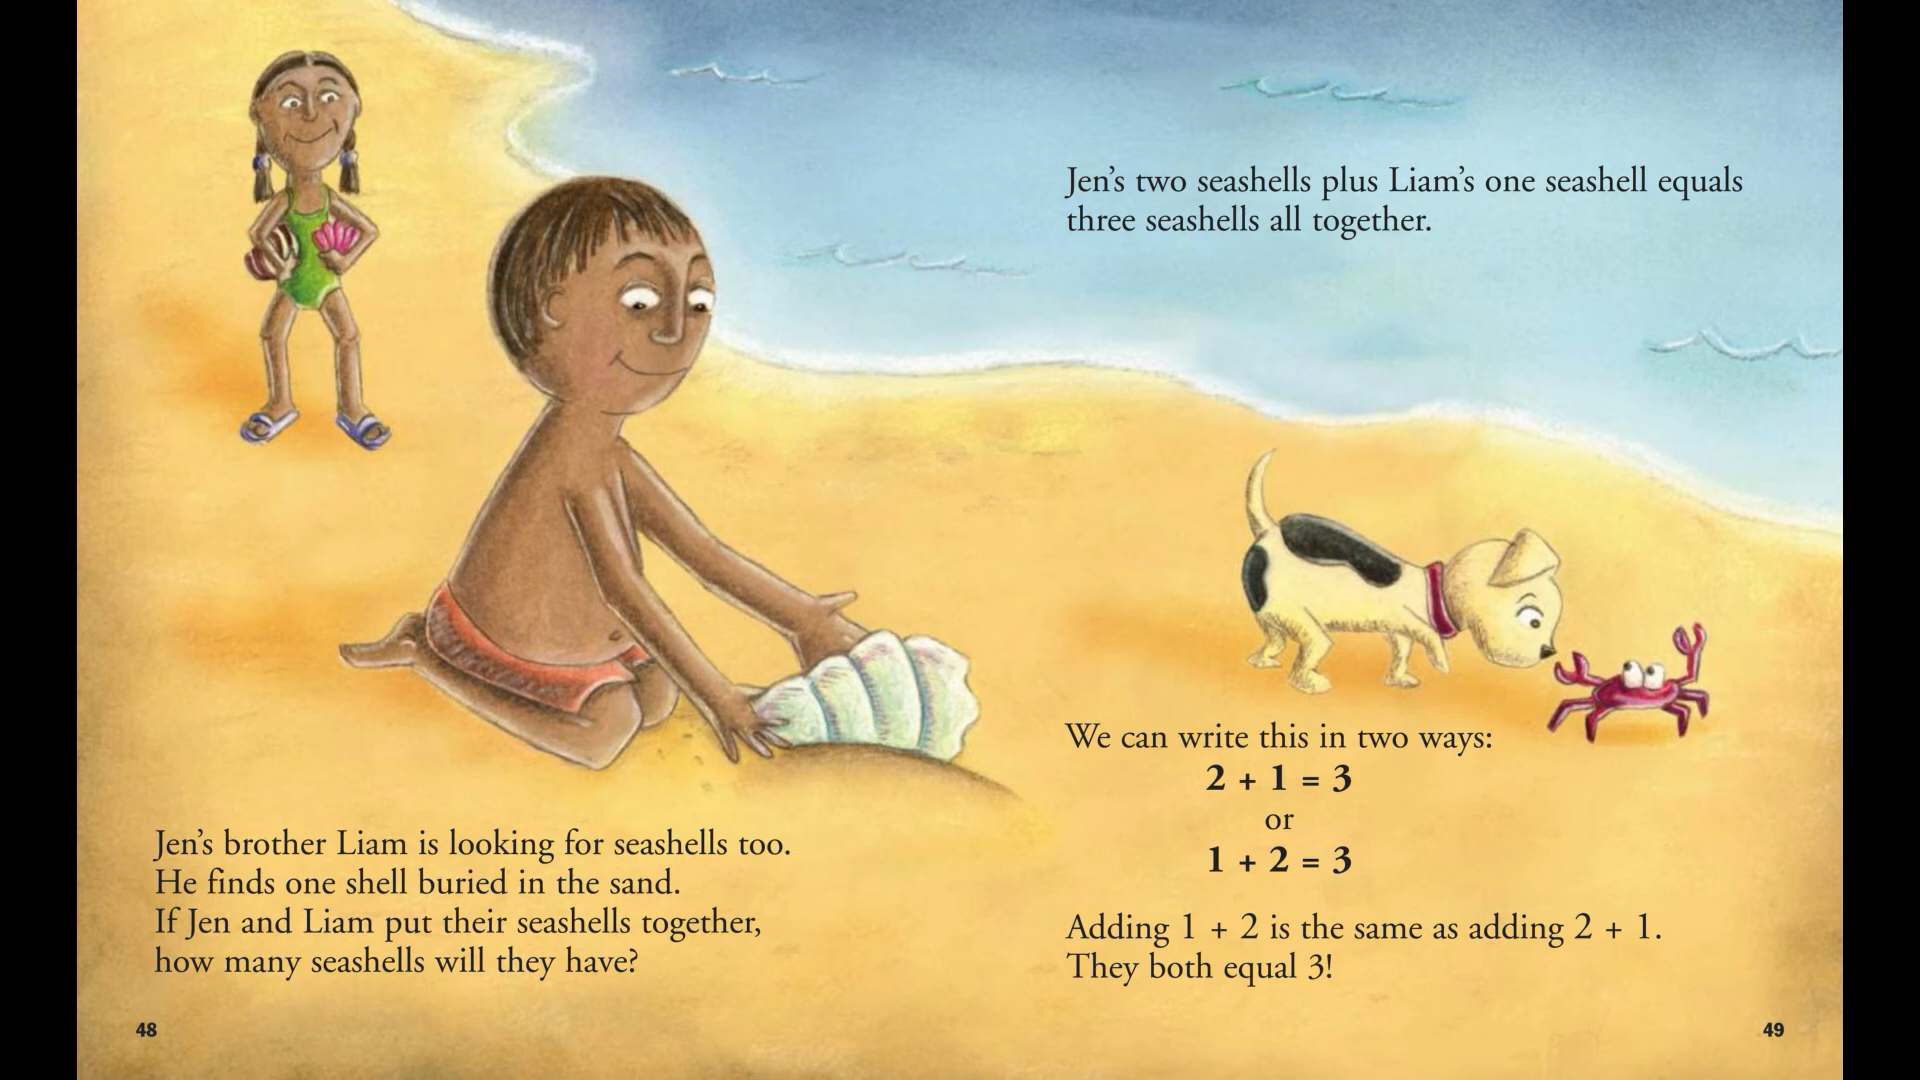 Jen’s brother Liam is looking for seashells too.
He finds one shell buried in the sand.
If Jen and Liam put their seashells together,
how many seashells will they have?
48
Jen’s two seashells plus Liam’s one seashell equals
three seashells all together.
We can write this in two ways:
2 + 1 = 3
or
1 + 2 = 3
Adding 1 + 2 is the same as adding 2 + 1.
They both equal 3!
49